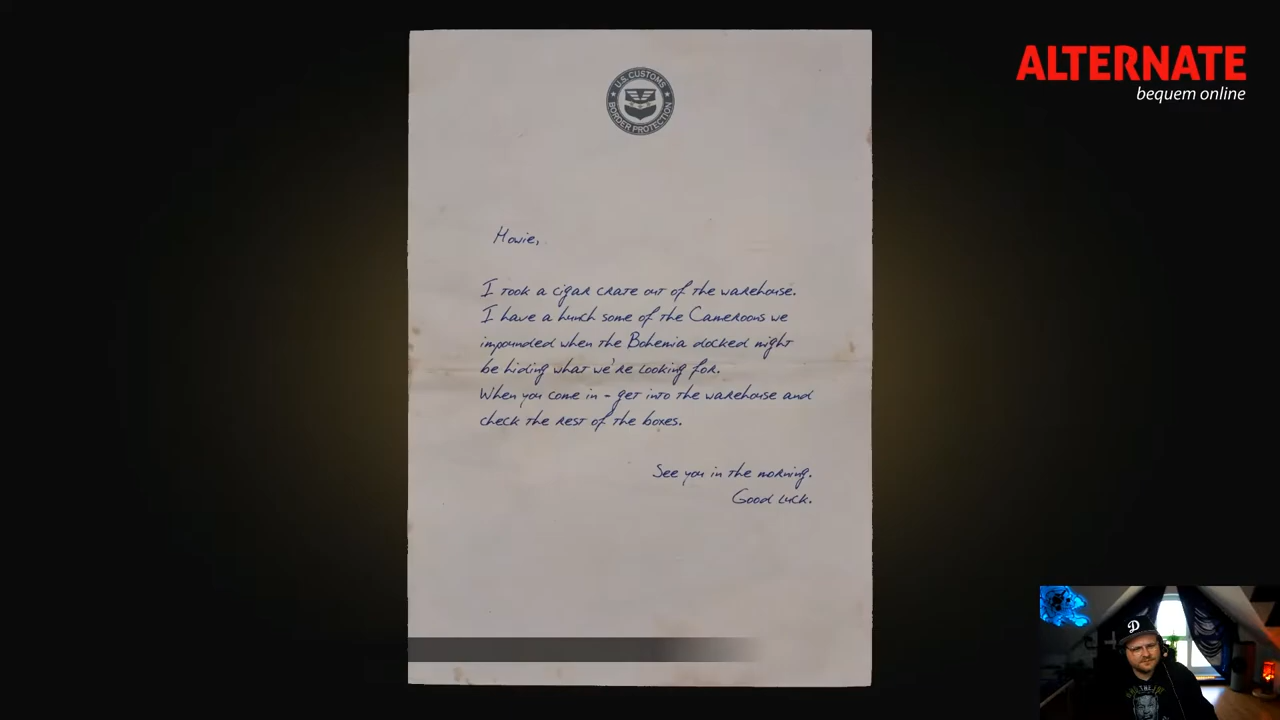 ALTERNATE
bequem online
U.S. CUSTOMS
BORDER PROTECTION
Howie,
I took a cigar crate out of the warehouse.
I have a hunch some of the Cameroons we
impounded when the Bohemia docked might
be hiding what we're looking for.
When you come in - get into the warehouse and
check the rest of the boxes.
See you in the morning.
Good luck.
D